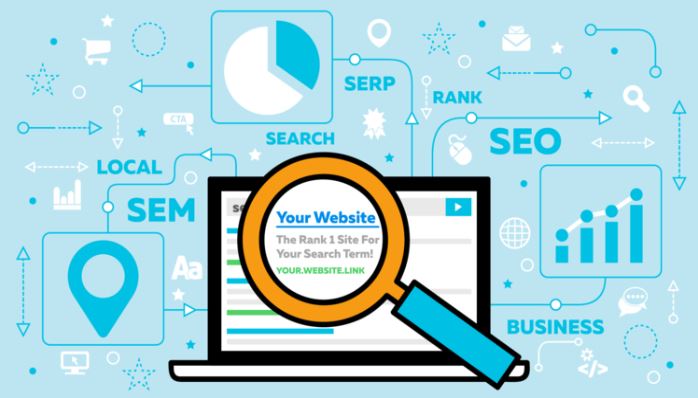 SERP
RANK
CTA
SEARCH
SEO
LOCAL
SEM
Your Website
The Rank 1 Site For
Your Search Term!
YOUR.WEBSITE.LINK
Aa
BUSINESS